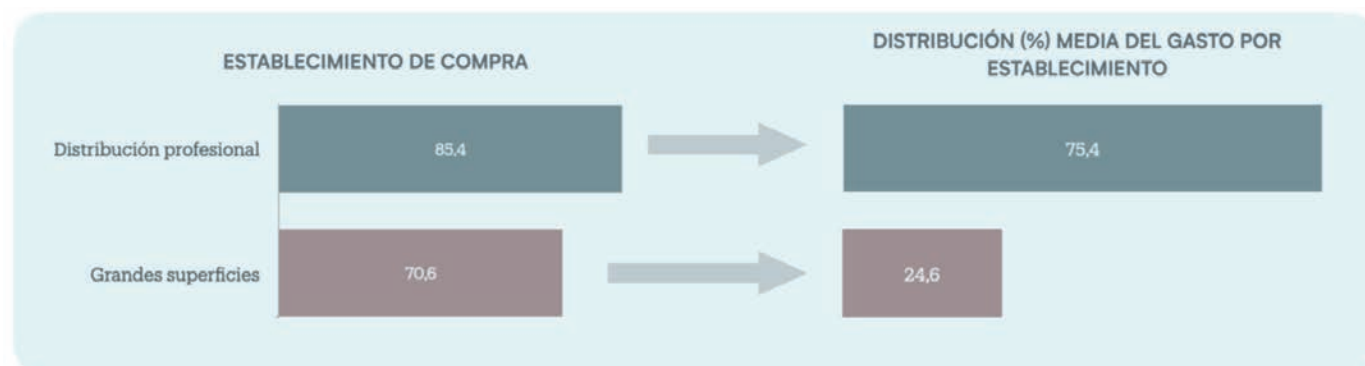 ESTABLECIMIENTO DE COMPRA
DISTRIBUCIÓN (%) MEDIA DEL GASTO POR
ESTABLECIMIENTO
Distribución profesional
85,4
75,4
Grandes superficies
70,6
24,6